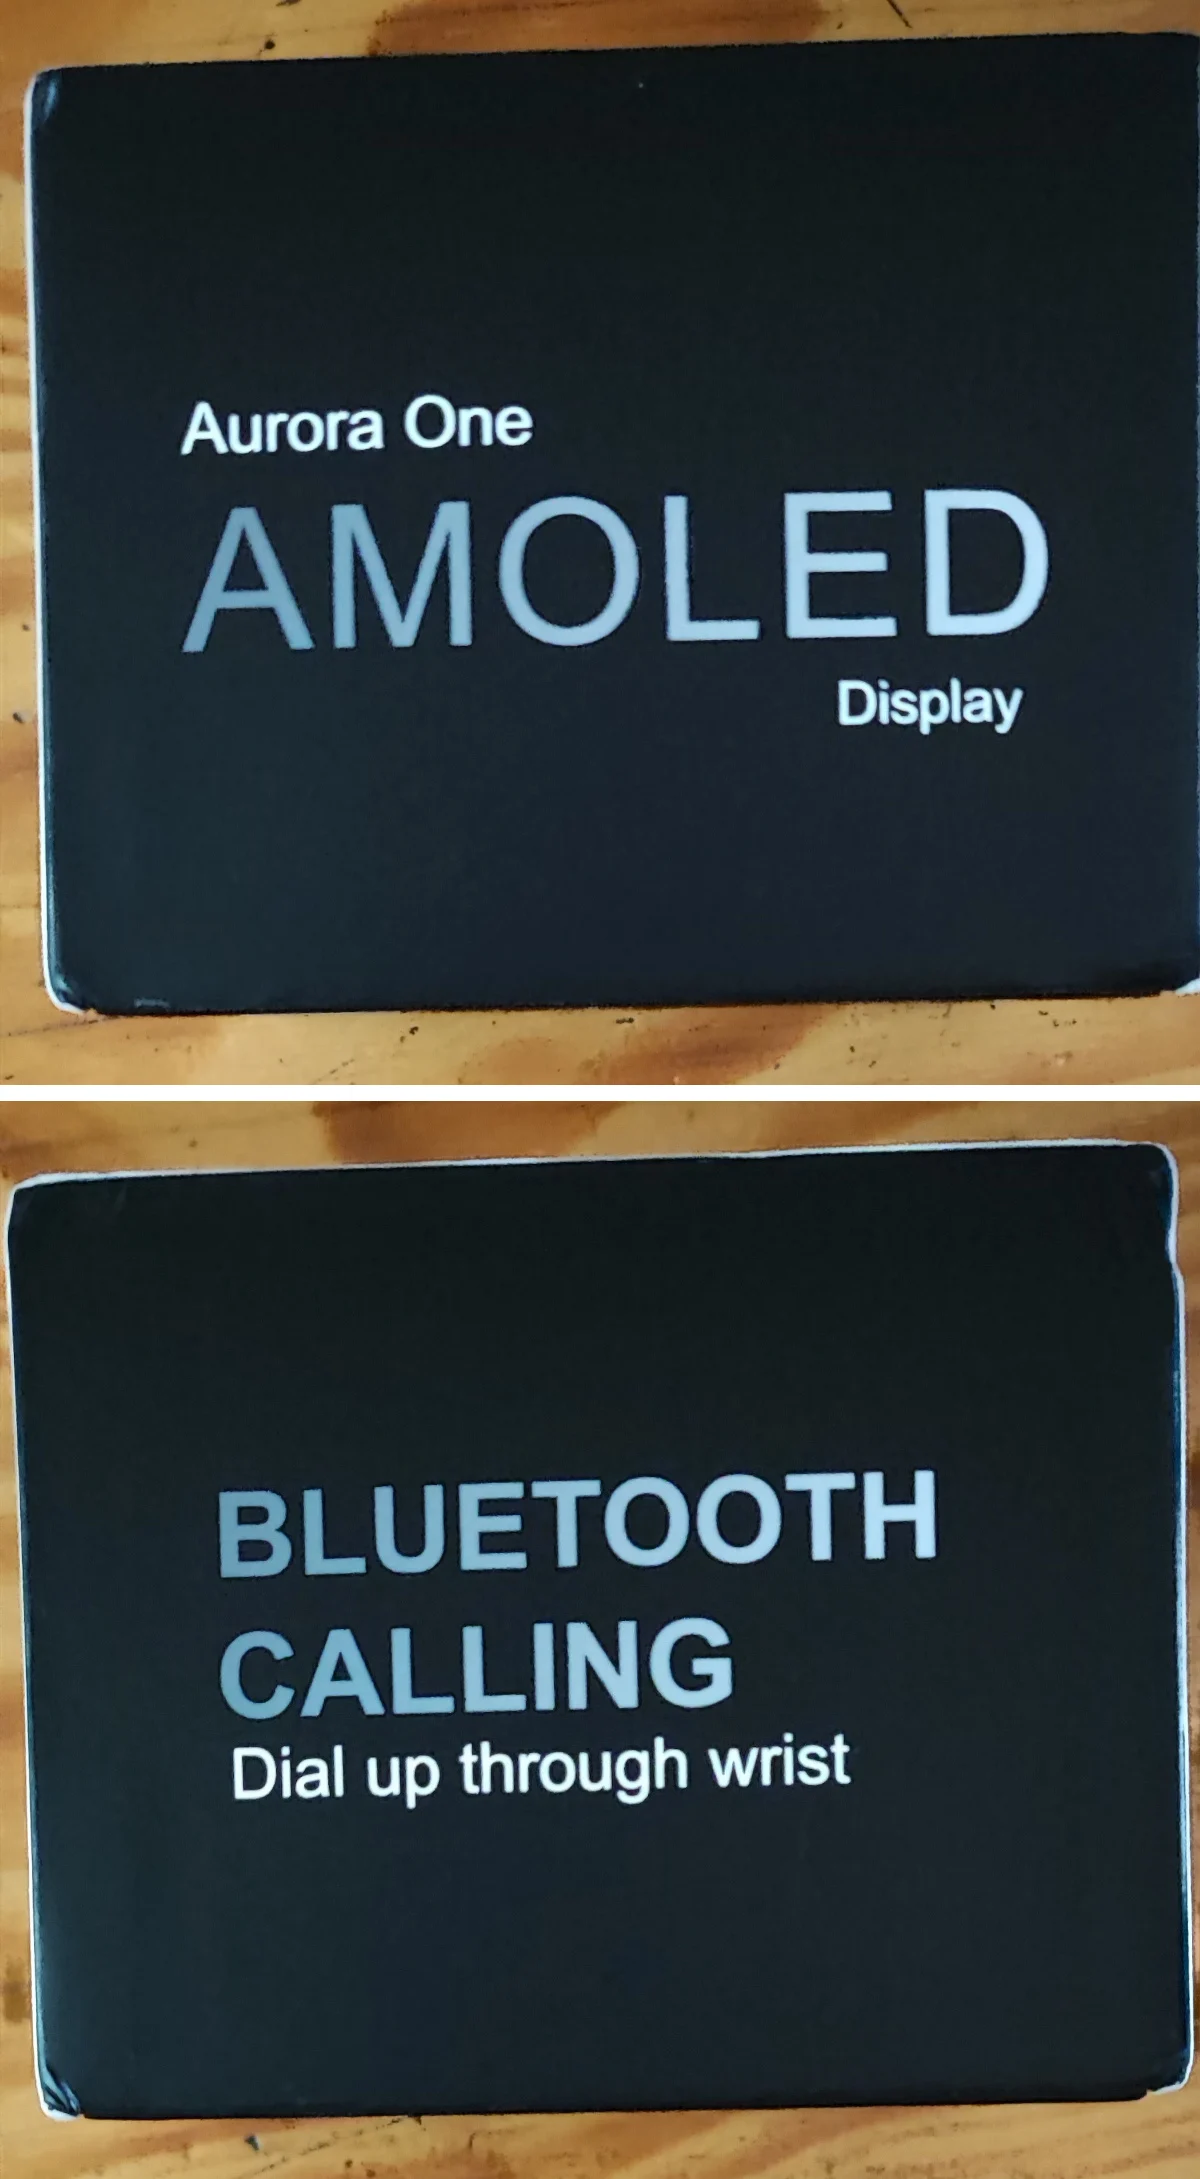 Aurora One
AMOLED
Display
BLUETOOTH
CALLING
Dial up through wrist